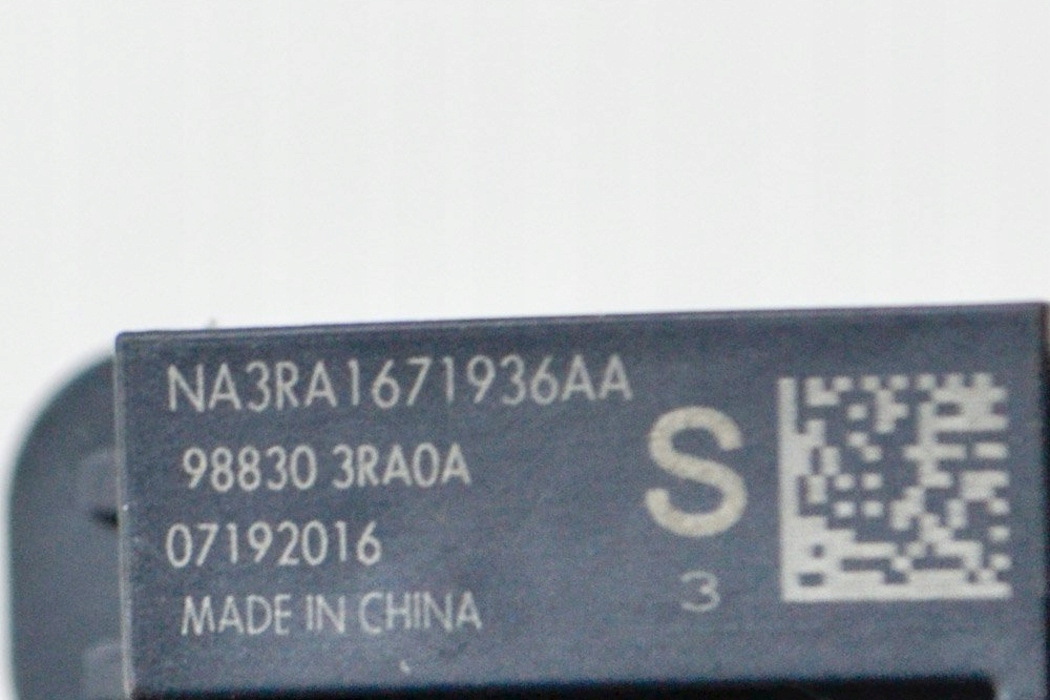 NA3RA1671936AA
98830 3RA0A
07192016
MADE IN CHINA
S
3